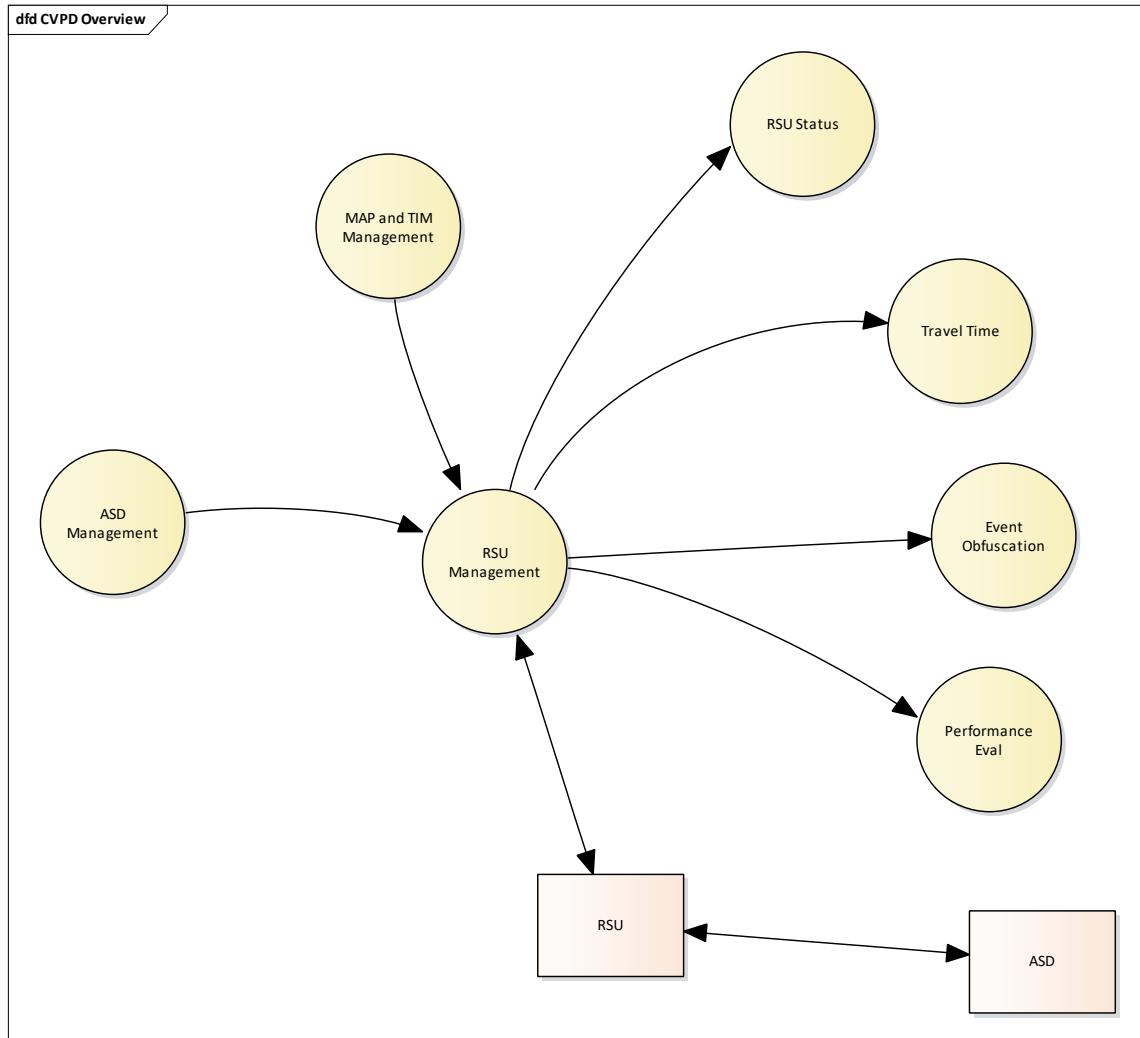 dfd CVPD Overview
RSU Status
MAP and TIM
Management
Travel Time
ASD
Management
RSU
Management
Event
Obfuscation
Performance
Eval
RSU
ASD